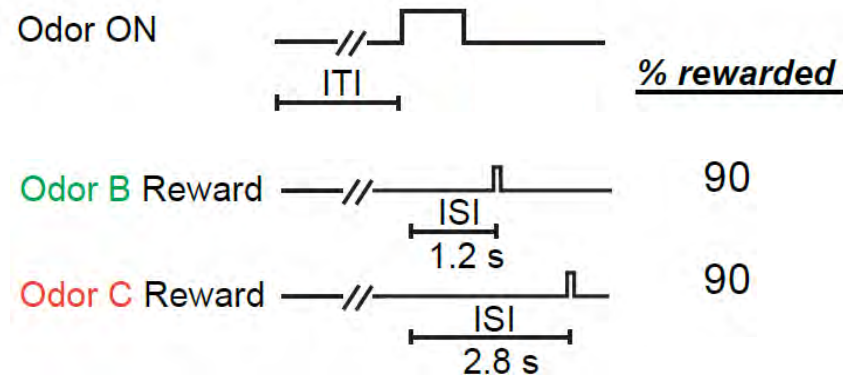 Odor ON
ITI
% rewarded
Odor B Reward
ISI
1.2 s
90
Odor C Reward
ISI
2.8 s
90